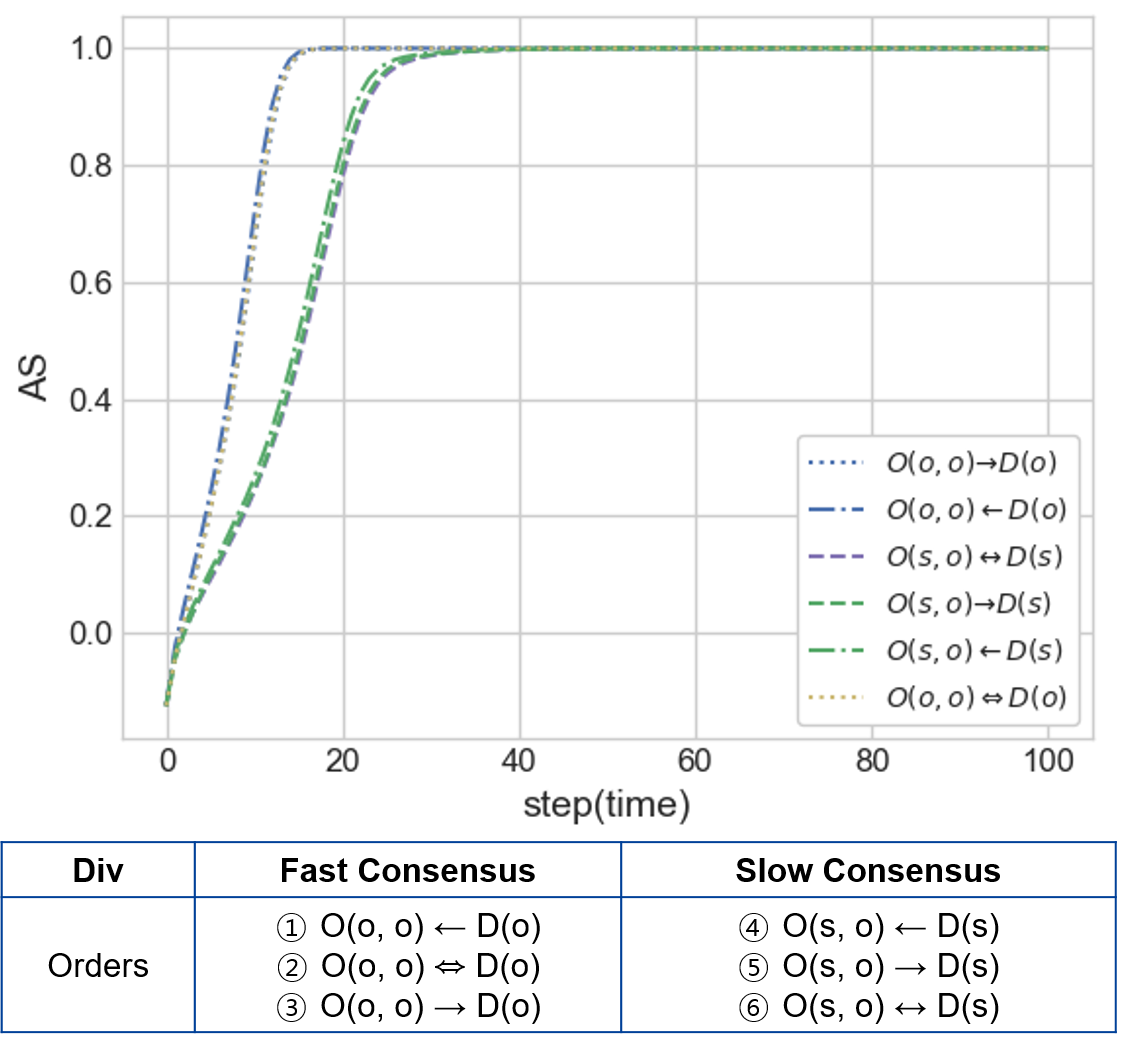 1.0
0.8
0.6
0.4
0.2
0.0
AS
O(o, o)→D(o)
O(o, o)←D(o)
O(s, o)↔D(s)
O(s, o)→D(s)
O(s, o)←D(s)
O(o, o)⇔D(o)
0 20 40 60 80 100
step(time)
Div Fast Consensus Slow Consensus
Orders
① O(o, o) ← D(o)
② O(o, o) ⇔ D(o)
③ O(o, o) → D(o)
④ O(s, o) ← D(s)
⑤ O(s, o) → D(s)
⑥ O(s, o) ↔ D(s)